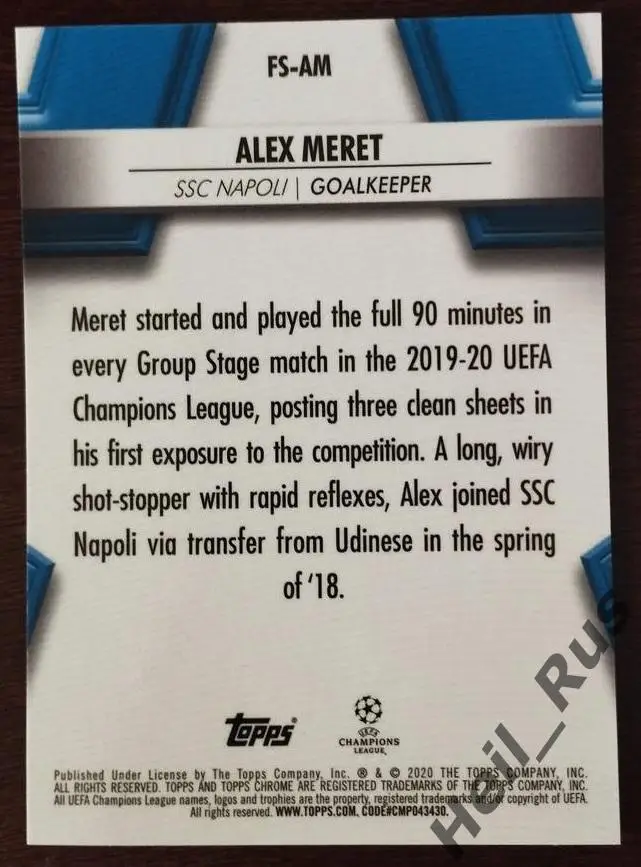 FS-AM
ALEX MERET
SSC NAPOLI | GOALKEEPER
Meret started and played the full 90 minutes in
every Group Stage match in the 2019-20 UEFA
Champions League, posting three clean sheets in
his first exposure to the competition. A long, wiry
shot-stopper with rapid reflexes, Alex joined SSC
Napoli via transfer from Udinese in the spring
of '18.
topps
UEFA
CHAMPIONS
LEAGUE
Published Under License by The Topps Company, Inc. ® & © 2020 THE TOPPS COMPANY, INC.
ALL RIGHTS RESERVED. TOPPS AND TOPPS CHROME ARE REGISTERED TRADEMARKS OF THE TOPPS COMPANY, INC.
All UEFA Champions League names, logos and trophies are the property, registered trademarks and/or copyright of UEFA.
All rights reserved. WWW.TOPPS.COM. CODE#CMP043430.
Heil_Rus